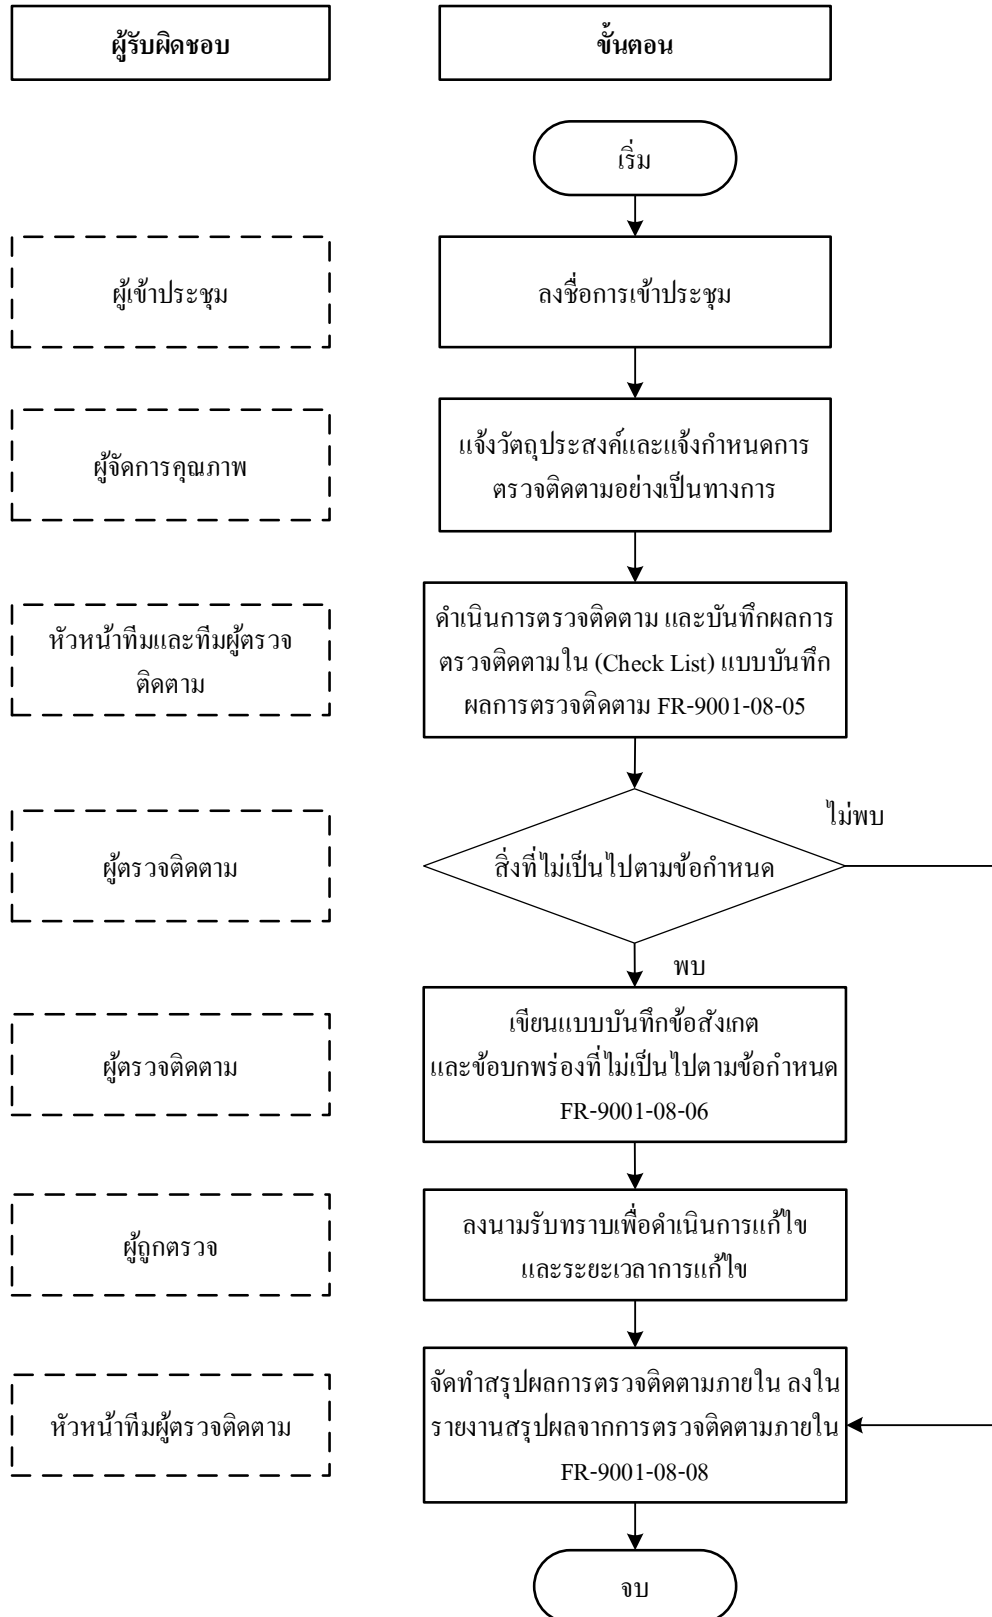 ผู้รับผิดชอบ
ขั้นตอน
เริ่ม
ผู้เข้าประชุม
ลงชื่อการเข้าประชุม
ผู้จัดการคุณภาพ
แจ้งวัตถุประสงค์และแจ้งกำหนดการ
ตรวจติดตามอย่างเป็นทางการ
หัวหน้าทีมและทีมผู้ตรวจ
ติดตาม
ดำเนินการตรวจติดตาม และบันทึกผลการ
ตรวจติดตามใน (Check List) แบบบันทึก
ผลการตรวจติดตาม FR-9001-08-05
ผู้ตรวจติดตาม
สิ่งที่ไม่เป็นไปตามข้อกำหนด
ไม่พบ
พบ
ผู้ตรวจติดตาม
เขียนแบบบันทึกข้อสังเกต
และข้อบกพร่องที่ไม่เป็นไปตามข้อกำหนด
FR-9001-08-06
ผู้ถูกตรวจ
ลงนามรับทราบเพื่อดำเนินการแก้ไข
และระยะเวลาการแก้ไข
หัวหน้าทีมผู้ตรวจติดตาม
จัดทำสรุปผลการตรวจติดตามภายใน ลงใน
รายงานสรุปผลจากการตรวจติดตามภายใน
FR-9001-08-08
จบ